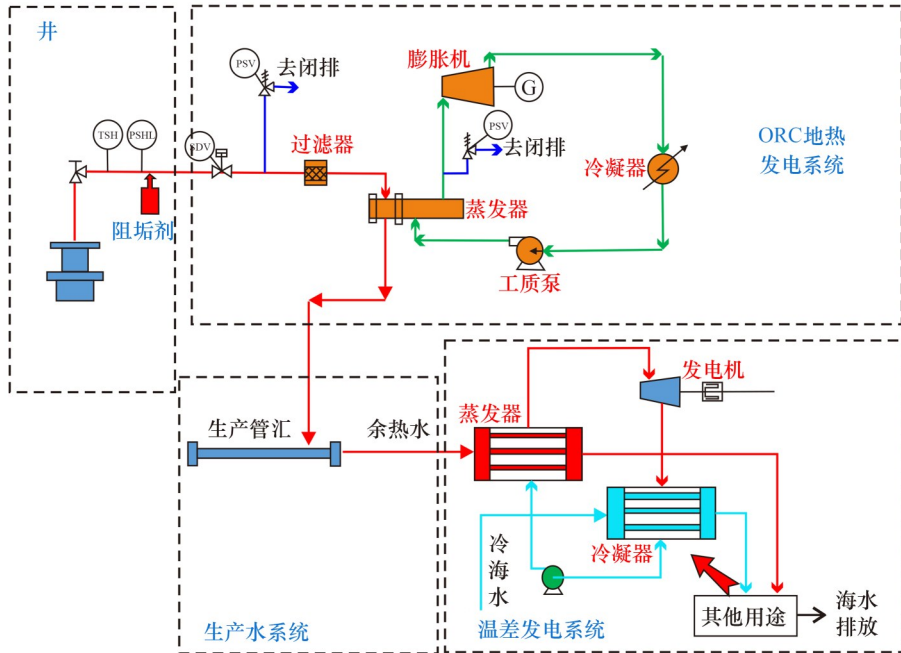 井
TSH
PSHL
阻垢剂
SDV
PSV
去闭排
过滤器
膨胀机
G
PSV
去闭排
冷凝器
ORC地热
发电系统
蒸发器
工质泵
生产管汇
余热水
生产水系统
蒸发器
发电机
冷凝器
冷
海
水
温差发电系统
其他用途
海水
排放